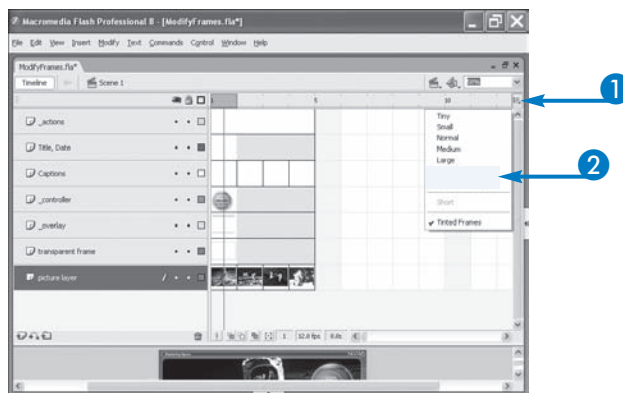 Macromedia Flash Professional 8 - [ModifyFrames.fla*]
File Edit View Insert Modify Text Commands Control Window Help
ModifyFrames.fla*
Timeline Scene 1
1 5 10
_actions
Title, Date
Captions
_controller
_overlay
transparent frame
picture layer
Tiny
Small
Normal
Medium
Large
Short
✓ Tinted Frames
1 12.0 fps 0.0s
1
2